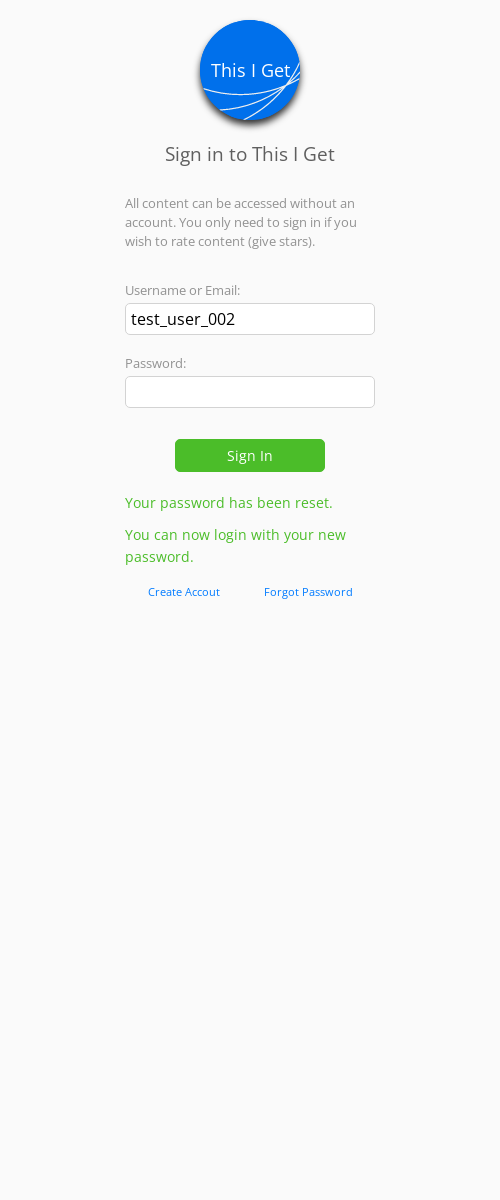 This I Get
Sign in to This I Get
All content can be accessed without an
account. You only need to sign in if you
wish to rate content (give stars).
Username or Email:
test_user_002
Password:
Sign In
Your password has been reset.
You can now login with your new
password.
Create Accout
Forgot Password